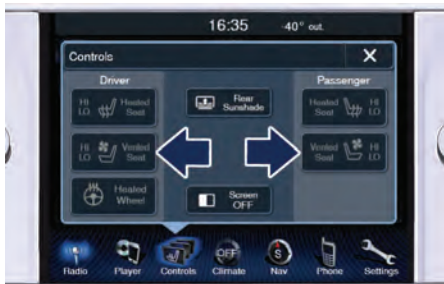 16:35 -40° out.
Controls X
Driver Passenger
HI LO Heated Seat
Rear Sunshade
Heated Seat HI LO
HI LO Vented Seat
Vented Seat HI LO
Heated Wheel
Screen OFF
OFF S
Radio Player Controls Climate Nav Phone Settings